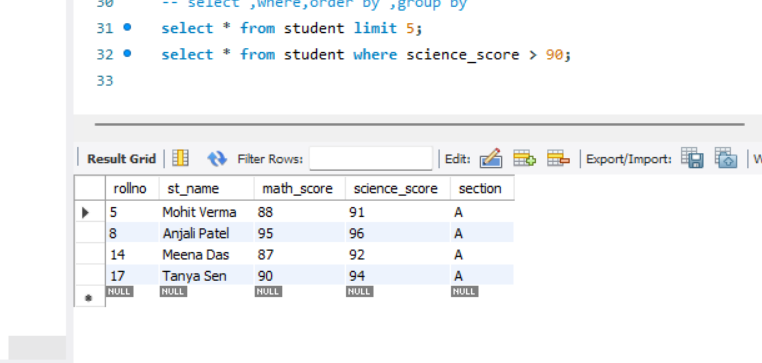 30 -- select ,where,order by ,group by
31 select * from student limit 5;
32 select * from student where science_score > 90;
33
Result Grid Filter Rows: Edit: Export/Import: W
rollno st_name math_score science_score section
5 Mohit Verma 88 91 A
8 Anjali Patel 95 96 A
14 Meena Das 87 92 A
17 Tanya Sen 90 94 A
NULL NULL NULL NULL NULL